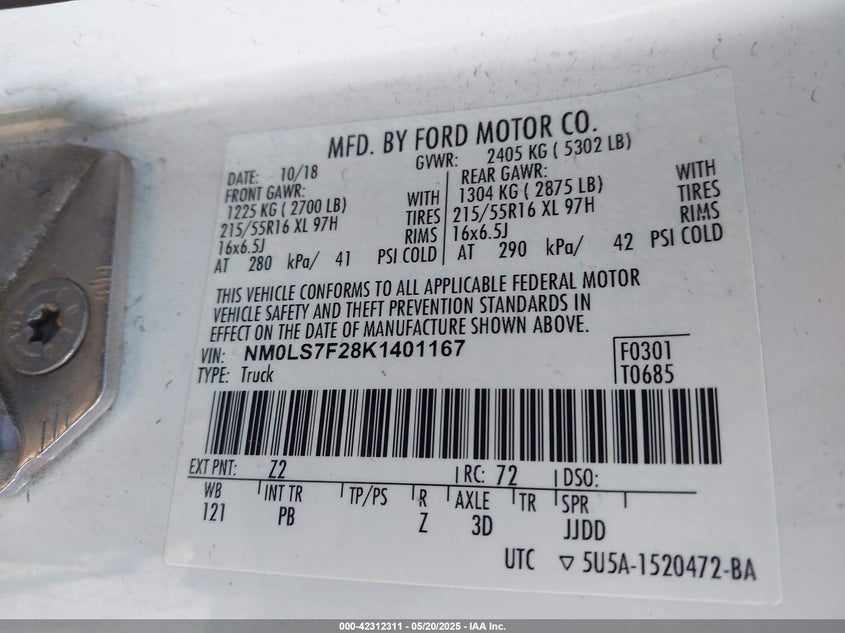 MFD. BY FORD MOTOR CO.
DATE: 10/18 GVWR: 2405 KG ( 5302 LB)
FRONT GAWR: REAR GAWR:
1225 KG ( 2700 LB) WITH 1304 KG ( 2875 LB) WITH
215/55R16 XL 97H TIRES 215/55R16 XL 97H TIRES
16x6.5J RIMS 16x6.5J RIMS
AT 280 kPa/ 41 PSI COLD AT 290 kPa/ 42 PSI COLD
THIS VEHICLE CONFORMS TO ALL APPLICABLE FEDERAL MOTOR
VEHICLE SAFETY AND THEFT PREVENTION STANDARDS IN
EFFECT ON THE DATE OF MANUFACTURE SHOWN ABOVE.
VIN: NM0LS7F28K1401167 F0301
TYPE: Truck T0685
EXT PNT: Z2 RC: 72 DSO:
WB INT TR TP/PS R AXLE TR SPR
121 PB Z 3D JJDD
UTC ▽ 5U5A-1520472-BA
000-42312311 - 05/20/2025 - IAA Inc.